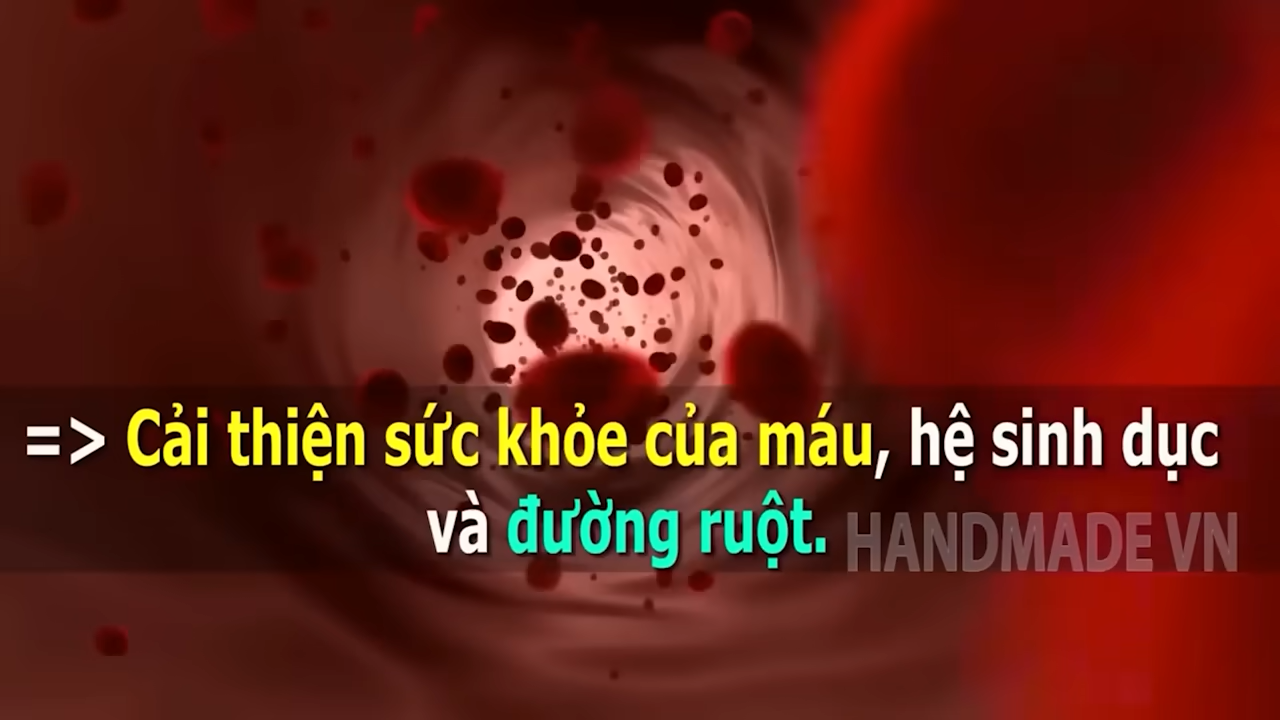 => Cải thiện sức khỏe của máu, hệ sinh dục
và đường ruột.
HANDMADE VN